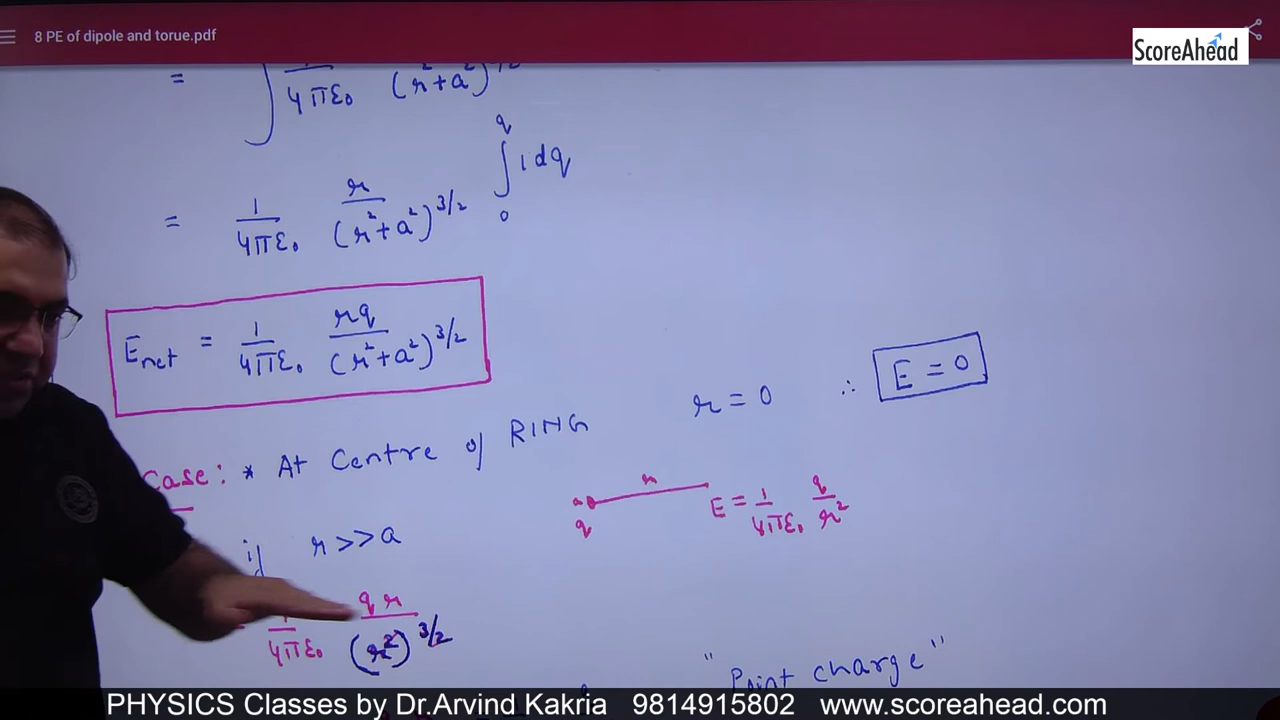 8 PE of dipole and torue.pdf
ScoreAhead
= ∫ 1/4πε₀ (r²+a²)
= 1/4πε₀ r/(r²+a²)^3/2 ∫₀^q 1 dq
E_net = 1/4πε₀ rq/(r²+a²)^3/2
Case: * At Centre of RING r = 0 ∴ E = 0
q r E = 1/4πε₀ q/r²
if r >> a
1/4πε₀ qr/(r²)^3/2
"Point charge"
PHYSICS Classes by Dr.Arvind Kakria 9814915802 www.scoreahead.com